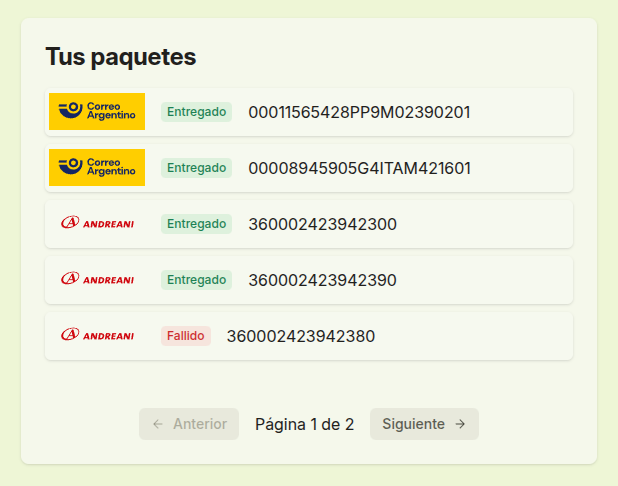 Tus paquetes
Correo
Argentino
Entregado 00011565428PP9M02390201
Correo
Argentino
Entregado 00008945905G4ITAM421601
ANDREANI Entregado 360002423942300
ANDREANI Entregado 360002423942390
ANDREANI Fallido 360002423942380
← Anterior Página 1 de 2 Siguiente →